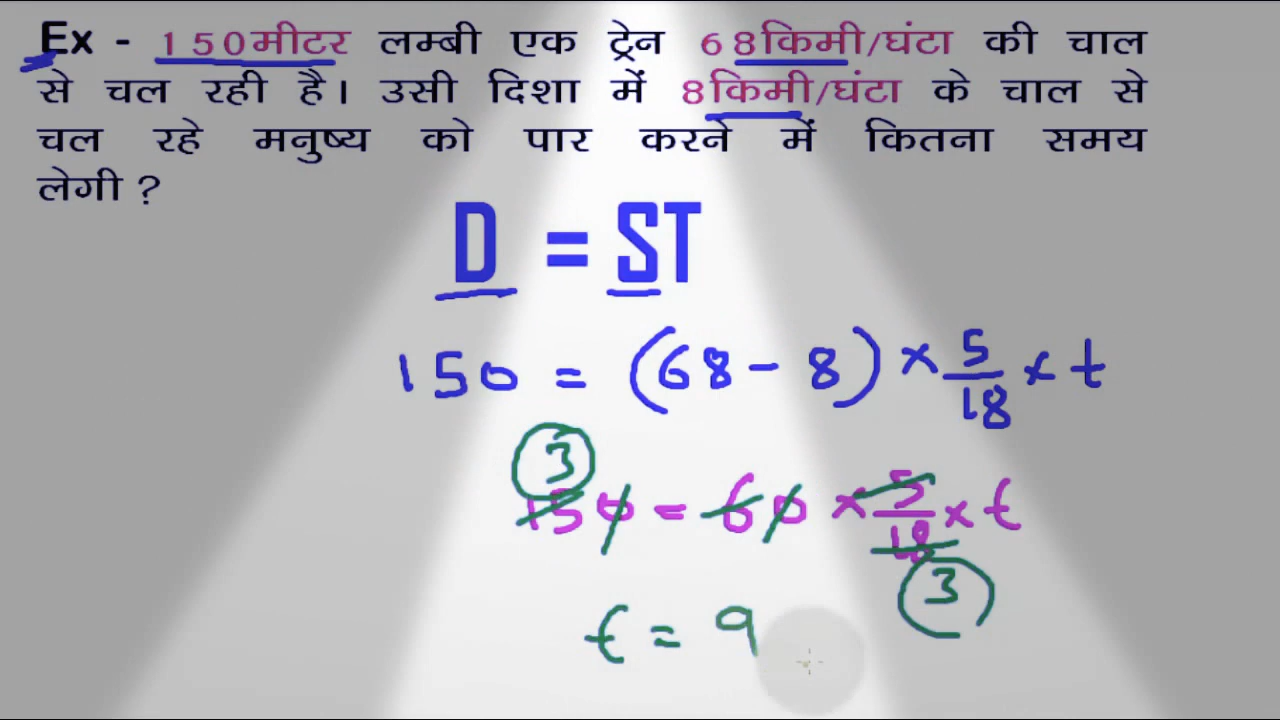 Ex - 150मीटर लम्बी एक ट्रेन 68किमी/घंटा की चाल
से चल रही है। उसी दिशा में 8किमी/घंटा के चाल से
चल रहे मनुष्य को पार करने में कितना समय
लेगी ?
D = ST
150 = (68 - 8) × 5/18 × t
3
150 = 60 × 5/18 × t
3
t = 9